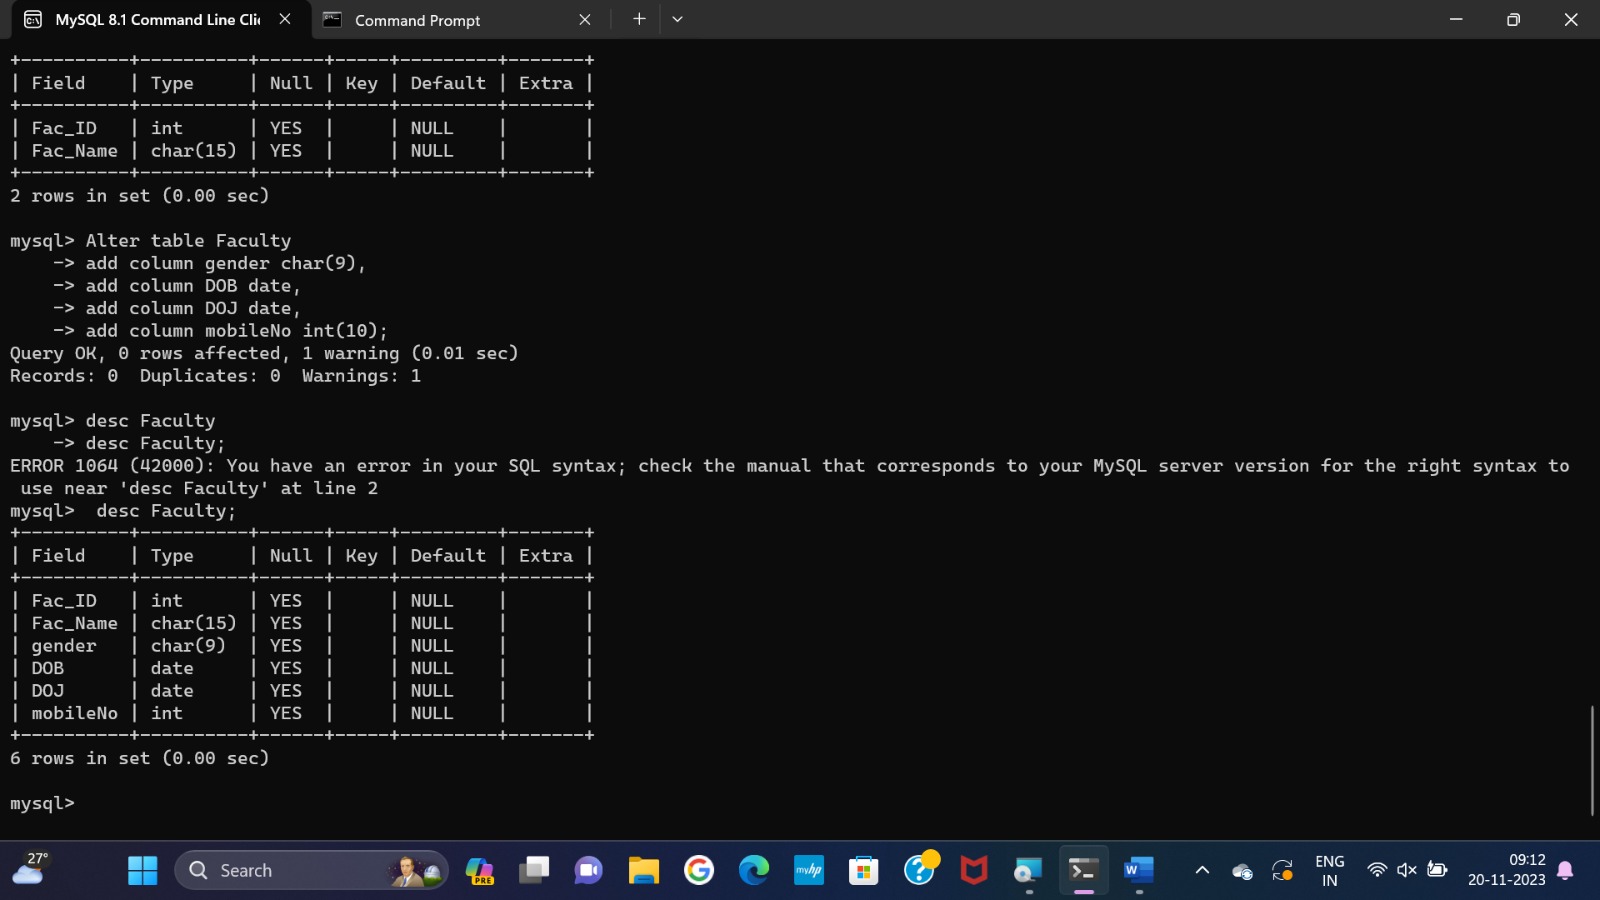 MySQL 8.1 Command Line Clie
Command Prompt
+----------+----------+------+-----+---------+-------+
| Field    | Type     | Null | Key | Default | Extra |
+----------+----------+------+-----+---------+-------+
| Fac_ID   | int      | YES  |     | NULL    |       |
| Fac_Name | char(15) | YES  |     | NULL    |       |
+----------+----------+------+-----+---------+-------+
2 rows in set (0.00 sec)
mysql> Alter table Faculty
    -> add column gender char(9),
    -> add column DOB date,
    -> add column DOJ date,
    -> add column mobileNo int(10);
Query OK, 0 rows affected, 1 warning (0.01 sec)
Records: 0  Duplicates: 0  Warnings: 1
mysql> desc Faculty
    -> desc Faculty;
ERROR 1064 (42000): You have an error in your SQL syntax; check the manual that corresponds to your MySQL server version for the right syntax to
 use near 'desc Faculty' at line 2
mysql>  desc Faculty;
+----------+----------+------+-----+---------+-------+
| Field    | Type     | Null | Key | Default | Extra |
+----------+----------+------+-----+---------+-------+
| Fac_ID   | int      | YES  |     | NULL    |       |
| Fac_Name | char(15) | YES  |     | NULL    |       |
| gender   | char(9)  | YES  |     | NULL    |       |
| DOB      | date     | YES  |     | NULL    |       |
| DOJ      | date     | YES  |     | NULL    |       |
| mobileNo | int      | YES  |     | NULL    |       |
+----------+----------+------+-----+---------+-------+
6 rows in set (0.00 sec)
mysql>
27°
Search
PRE
myhp
W
ENG
IN
09:12
20-11-2023